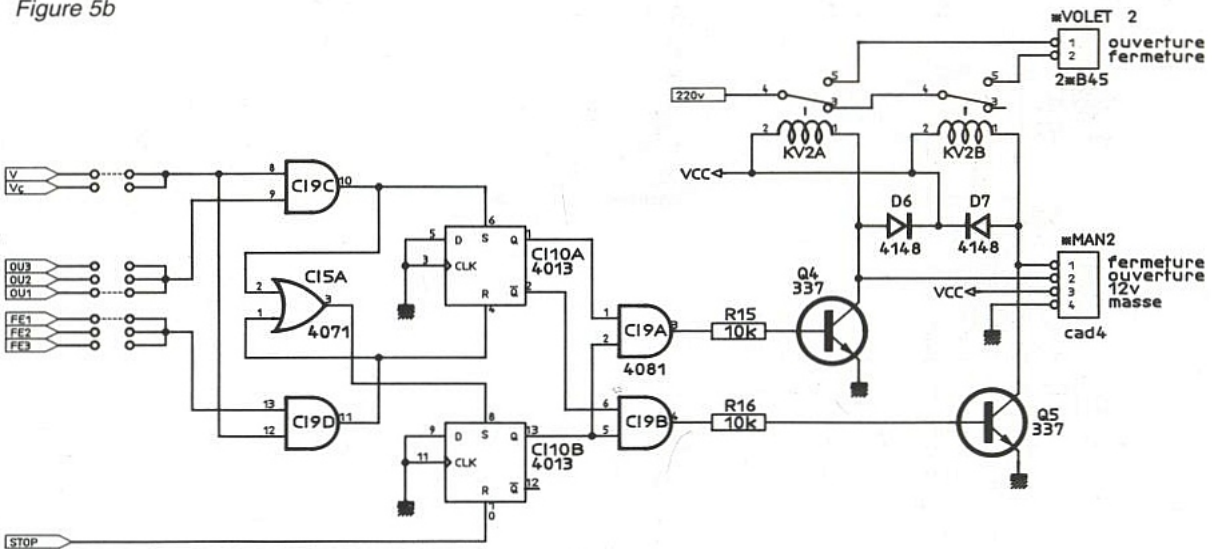 Figure 5b
※VOLET 2
1 ouverture
2 fermeture
2※B45
220v
4 5 3
4 5 3
2 1
KV2A
2 1
KV2B
VCC
V
Vc
8 9 10
CI9C
OU3
OU2
OU1
FE1
FE2
FE3
CI5A
2 1 3
4071
13 12 11
CI9D
6
5 D S Q 1
3 CLK
R Q 2
4
CI10A
4013
8
9 D S Q 13
11 CLK
R Q 12
1
0
CI10B
4013
1 2 3
CI9A
4081
6 5 4
CI9B
R15
10k
R16
10k
Q4
337
Q5
337
D6
4148
D7
4148
※MAN2
1 fermeture
2 ouverture
VCC 3 12v
4 masse
cad4
STOP